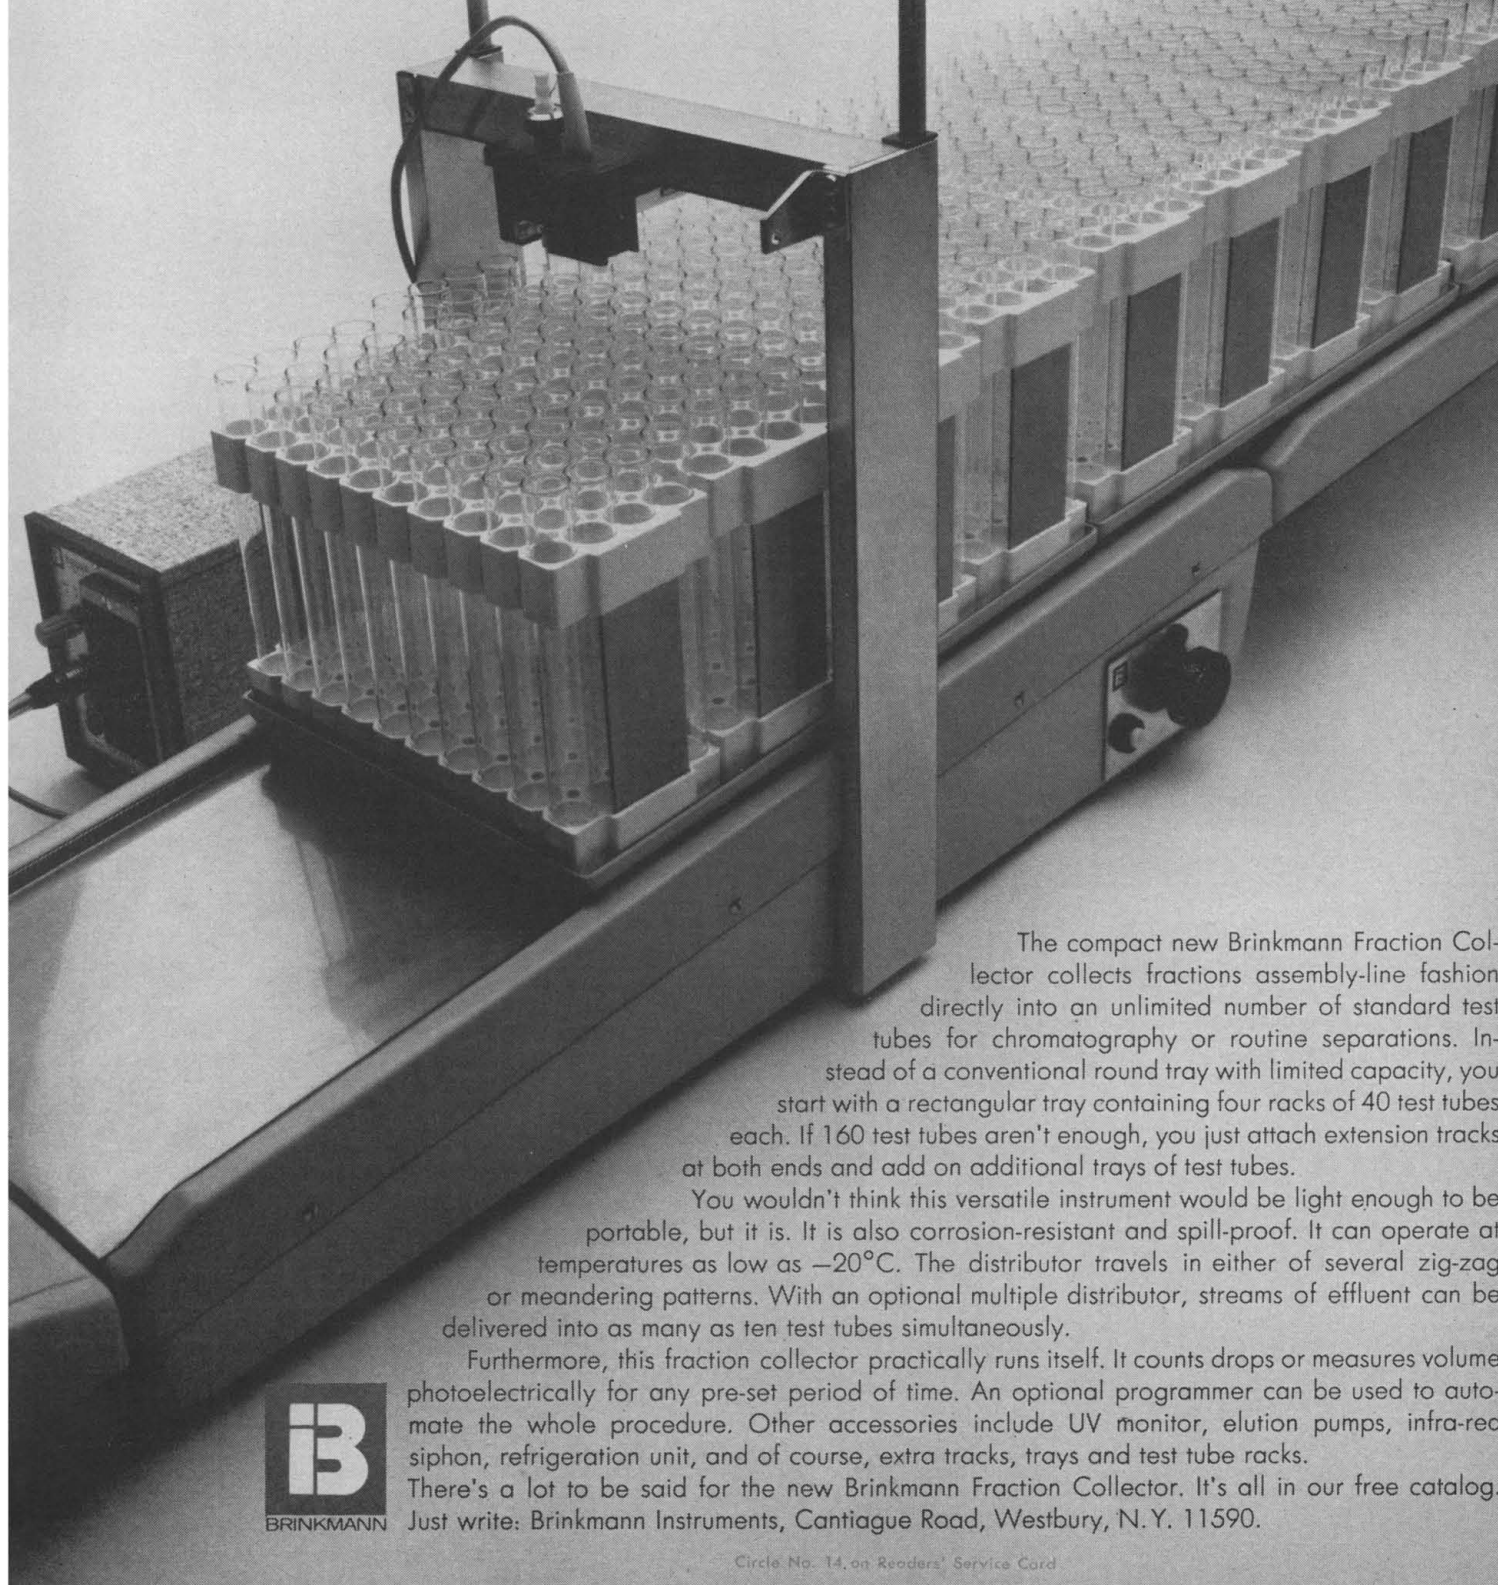 The compact new Brinkmann Fraction Col-
lector collects fractions assembly-line fashion
directly into an unlimited number of standard test
tubes for chromatography or routine separations. In-
stead of a conventional round tray with limited capacity, you
start with a rectangular tray containing four racks of 40 test tubes
each. If 160 test tubes aren't enough, you just attach extension tracks
at both ends and add on additional trays of test tubes.
You wouldn't think this versatile instrument would be light enough to be
portable, but it is. It is also corrosion-resistant and spill-proof. It can operate at
temperatures as low as —20°C. The distributor travels in either of several zig-zag
or meandering patterns. With an optional multiple distributor, streams of effluent can be
delivered into as many as ten test tubes simultaneously.
Furthermore, this fraction collector practically runs itself. It counts drops or measures volume
photoelectrically for any pre-set period of time. An optional programmer can be used to auto-
mate the whole procedure. Other accessories include UV monitor, elution pumps, infra-red
siphon, refrigeration unit, and of course, extra tracks, trays and test tube racks.
There's a lot to be said for the new Brinkmann Fraction Collector. It's all in our free catalog.
Just write: Brinkmann Instruments, Cantiague Road, Westbury, N.Y. 11590.
B
BRINKMANN
Circle No. 14 on Readers' Service Card